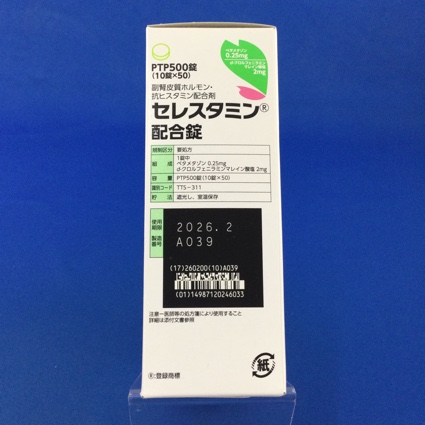 PTP500錠
(10錠×50)
ベタメタゾン
0.25mg
d-クロルフェニラミン
マレイン酸塩
2mg
副腎皮質ホルモン・
抗ヒスタミン配合剤
セレスタミン®
配合錠
規制区分 要処方
組成 1錠中
ベタメタゾン 0.25mg
d-クロルフェニラミンマレイン酸塩 2mg
容量 PTP500錠(10錠×50)
識別コード TTS-311
貯法 遮光し、室温保存
使用
期限
2026.2
製造
番号
A039
(17)260200(10)A039
(01)14987120246033
注意-医師等の処方箋により使用すること
詳細は添付文書参照
紙
®:登録商標